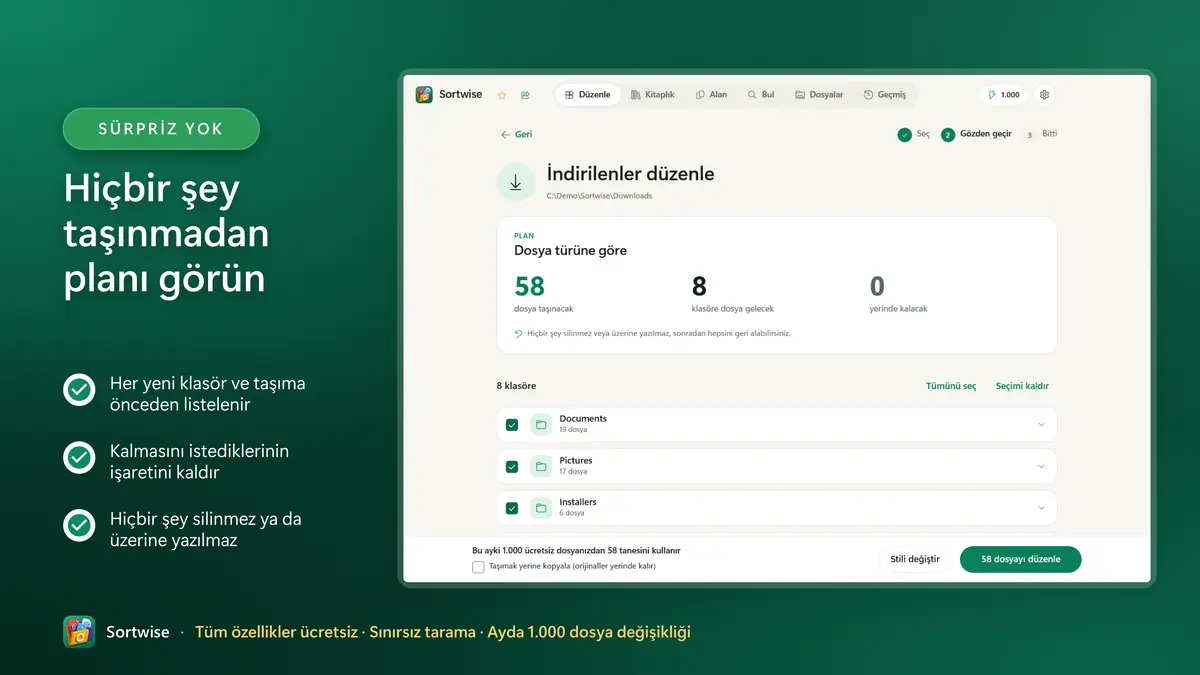 SÜRPRİZ YOK
Hiçbir şey
taşınmadan
planı görün
Her yeni klasör ve taşıma
önceden listelenir
Kalmasını istediklerinin
işaretini kaldır
Hiçbir şey silinmez ya da
üzerine yazılmaz
Sortwise
Düzenle
Kitaplık
Alan
Bul
Dosyalar
Geçmiş
1.000
Geri
Seç
2 Gözden geçir
3 Bitti
İndirilenler düzenle
C:\Demo\Sortwise\Downloads
PLAN
Dosya türüne göre
58
dosya taşınacak
8
klasöre dosya gelecek
0
yerinde kalacak
Hiçbir şey silinmez veya üzerine yazılmaz, sonradan hepsini geri alabilirsiniz.
8 klasöre
Tümünü seç
Seçimi kaldır
Documents
19 dosya
Pictures
17 dosya
Installers
6 dosya
Bu ayki 1.000 ücretsiz dosyanızdan 58 tanesini kullanır
Taşımak yerine kopyala (orijinaller yerinde kalır)
Stili değiştir
58 dosyayı düzenle
Sortwise · Tüm özellikler ücretsiz · Sınırsız tarama · Ayda 1.000 dosya değişikliği